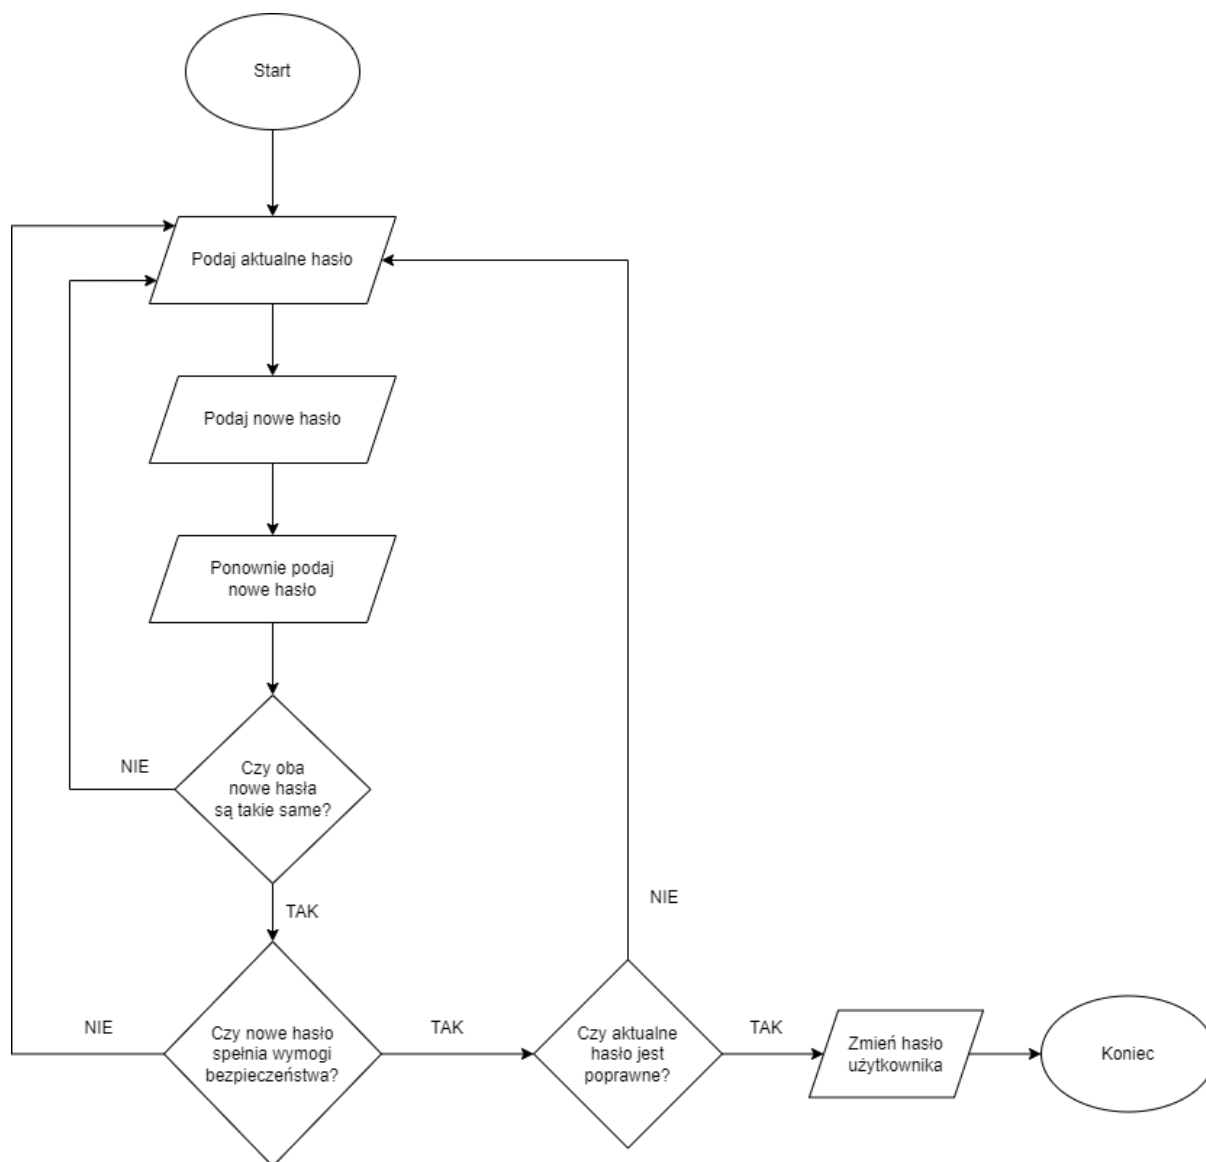 Start
Podaj aktualne hasło
Podaj nowe hasło
Ponownie podaj
nowe hasło
NIE
Czy oba
nowe hasła
są takie same?
TAK
NIE
NIE
Czy nowe hasło
spełnia wymogi
bezpieczeństwa?
TAK
Czy aktualne
hasło jest
poprawne?
TAK
Zmień hasło
użytkownika
Koniec